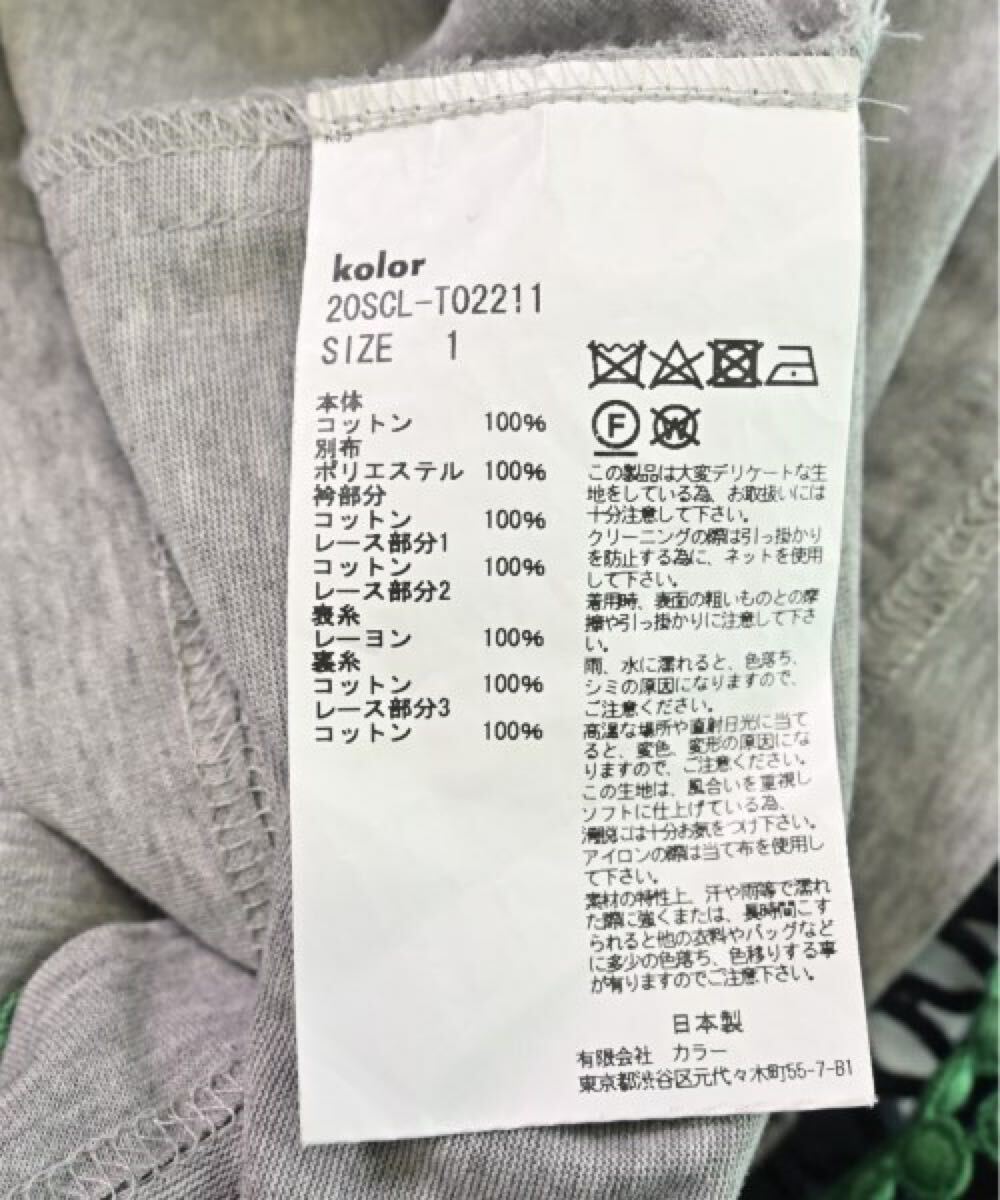 kolor
20SCL-T02211
SIZE 1
本体
コットン 100%
別布
ポリエステル 100%
衿部分
コットン 100%
レース部分1
コットン 100%
レース部分2
表糸
レーヨン 100%
裏糸
コットン 100%
レース部分3
コットン 100%
F
W
この製品は大変デリケートな生
地をしている為、お取扱いには
十分注意して下さい。
クリーニングの際は引っ掛かり
を防止する為に、ネットを使用
して下さい。
着用時、表面の粗いものとの摩
擦や引っ掛かりに注意して下さ
い。
雨、水に濡れると、色落ち、
シミの原因になりますので、
ご注意ください。
高温な場所や直射日光に当て
ると、変色、変形の原因にな
りますので、ご注意ください。
この生地は、風合いを重視し
ソフトに仕上げている為、
には十分お気をつけ下さい。
アイロンの際は当て布を使用し
て下さい。
素材の特性上、汗や雨等で濡れ
た際に強くまたは、長時間こす
られると他の衣料やバッグなど
に多少の色落ち、色移りする事
が有りますのでご注意下さい。
日本製
有限会社 カラー
東京都渋谷区元代々木町55-7-B1